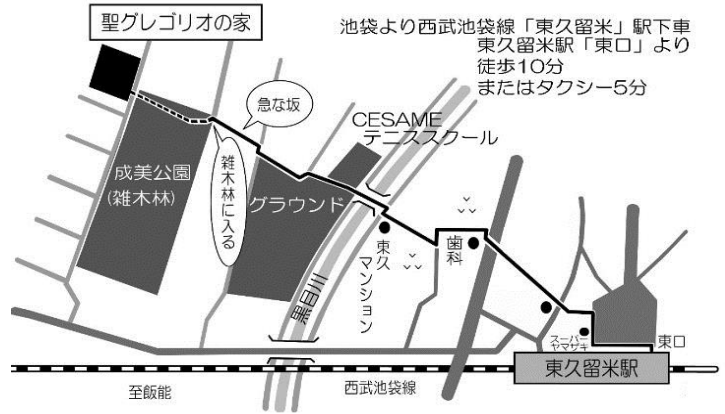 聖グレゴリオの家
池袋より西武池袋線「東久留米」駅下車
東久留米駅「東口」より
徒歩10分
またはタクシー5分
急な坂
CESAME
テニススクール
成美公園
(雑木林)
雑木林に入る
グラウンド
東久
マンション
歯科
黒目川
スーパー
ヤマザキ
東口
東久留米駅
至飯能
西武池袋線